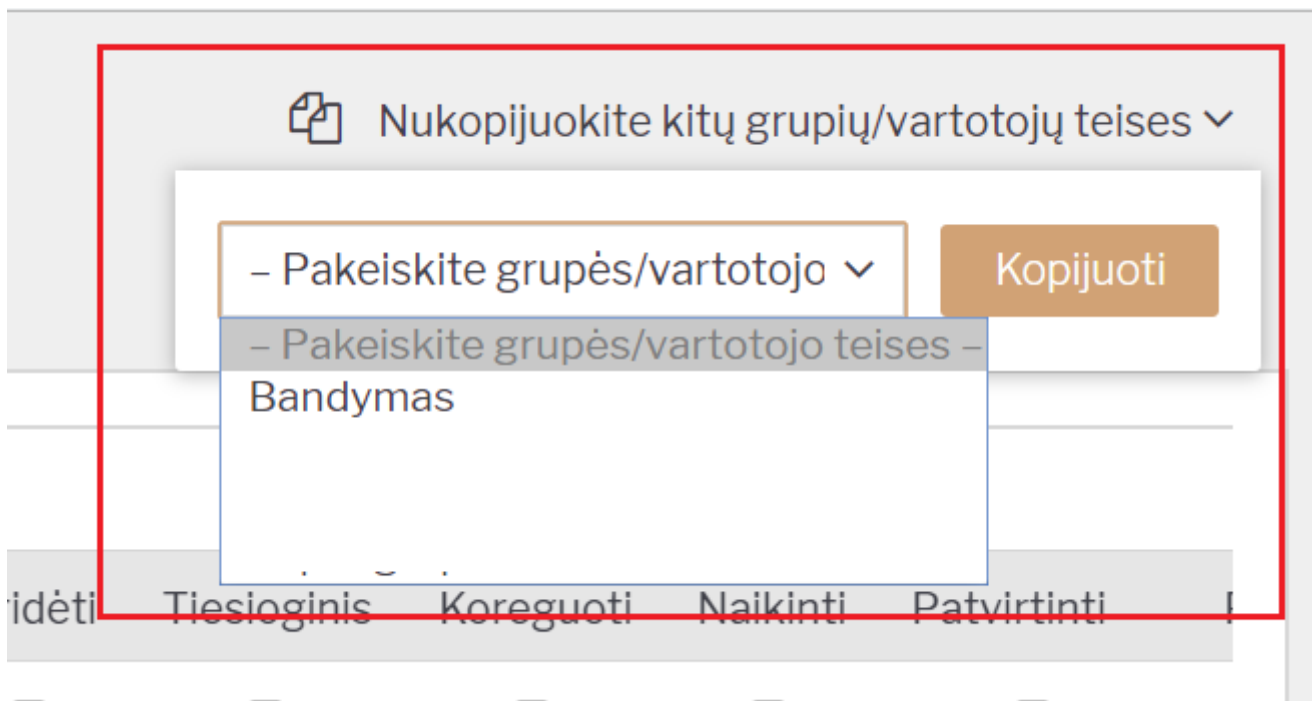 Nukopijuokite kitų grupių/vartotojų teises
– Pakeiskite grupės/vartotojo
Kopijuoti
– Pakeiskite grupės/vartotojo teises –
Bandymas
Tiesioginis Koreguoti Naikinti Patvirtinti